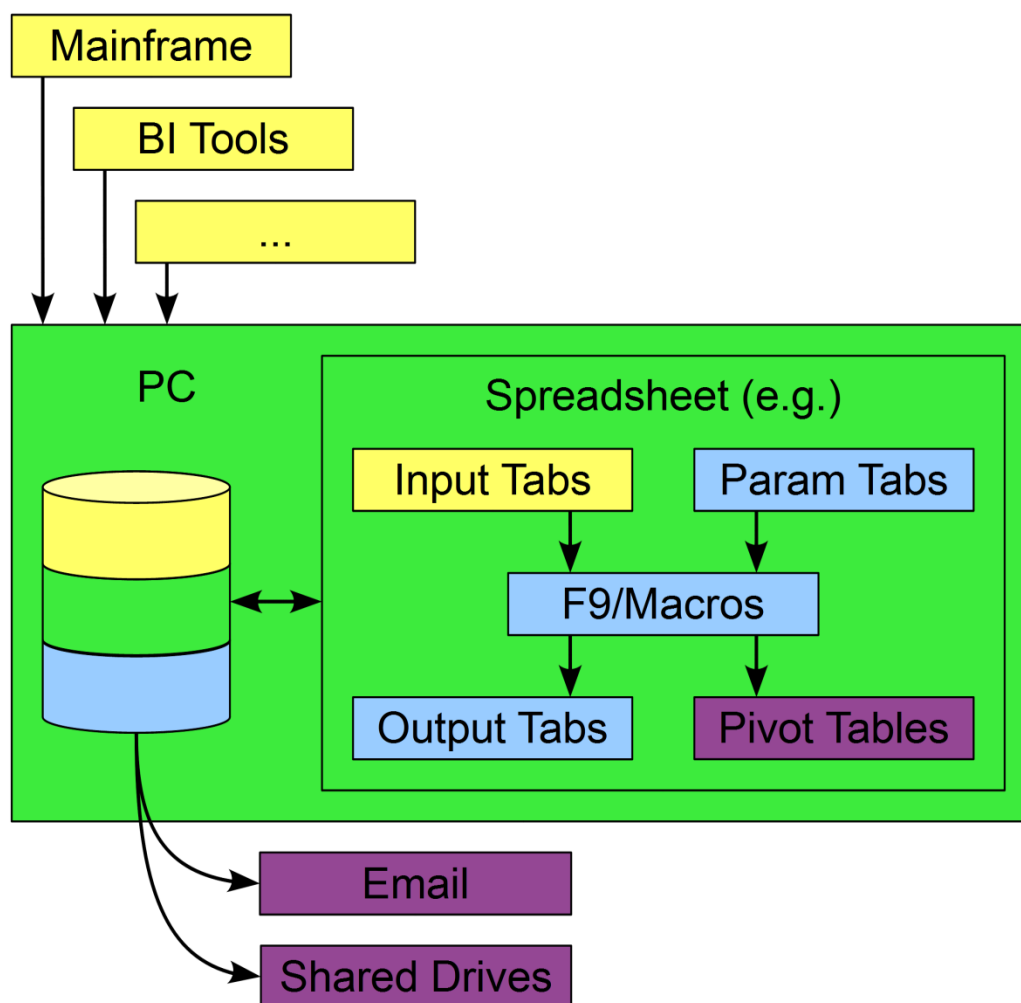 Mainframe
BI Tools
...
PC
Spreadsheet (e.g.)
Input Tabs
Param Tabs
F9/Macros
Output Tabs
Pivot Tables
Email
Shared Drives